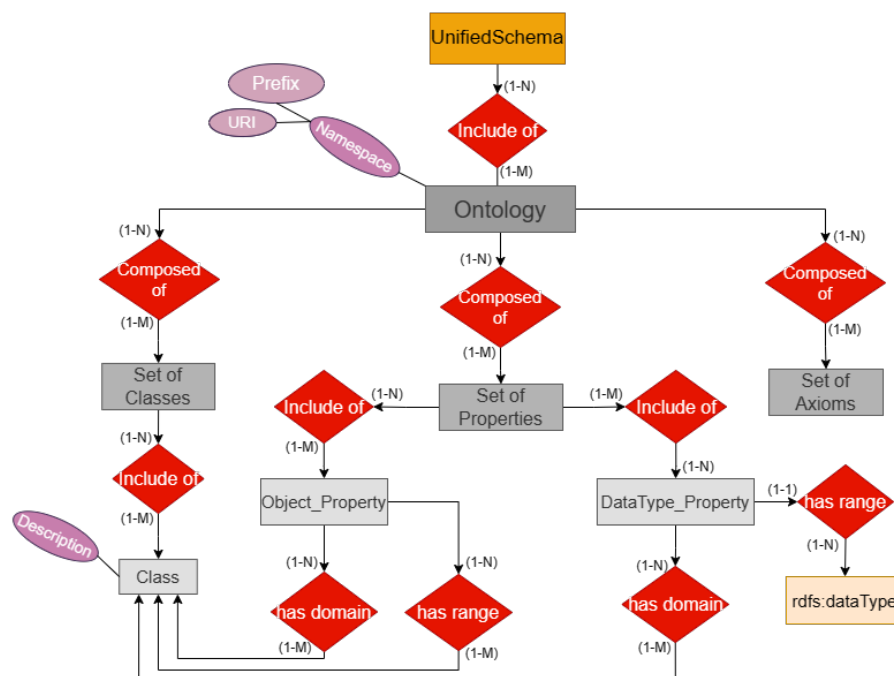 UnifiedSchema
(1-N)
Prefix
URI
Namespace
Include of
(1-M)
Ontology
(1-N)
(1-N)
(1-N)
Composed
of
Composed
of
Composed
of
(1-M)
(1-M)
(1-M)
Set of
Classes
Set of
Properties
Set of
Axioms
(1-N)
(1-M)
Include of
Include of
(1-N)
(1-M)
(1-N)
Include of
Object_Property
DataType_Property
(1-1)
has range
(1-M)
(1-N)
Description
Class
(1-N)
(1-N)
(1-N)
rdfs:dataType
has domain
has range
has domain
(1-M)
(1-M)
(1-M)